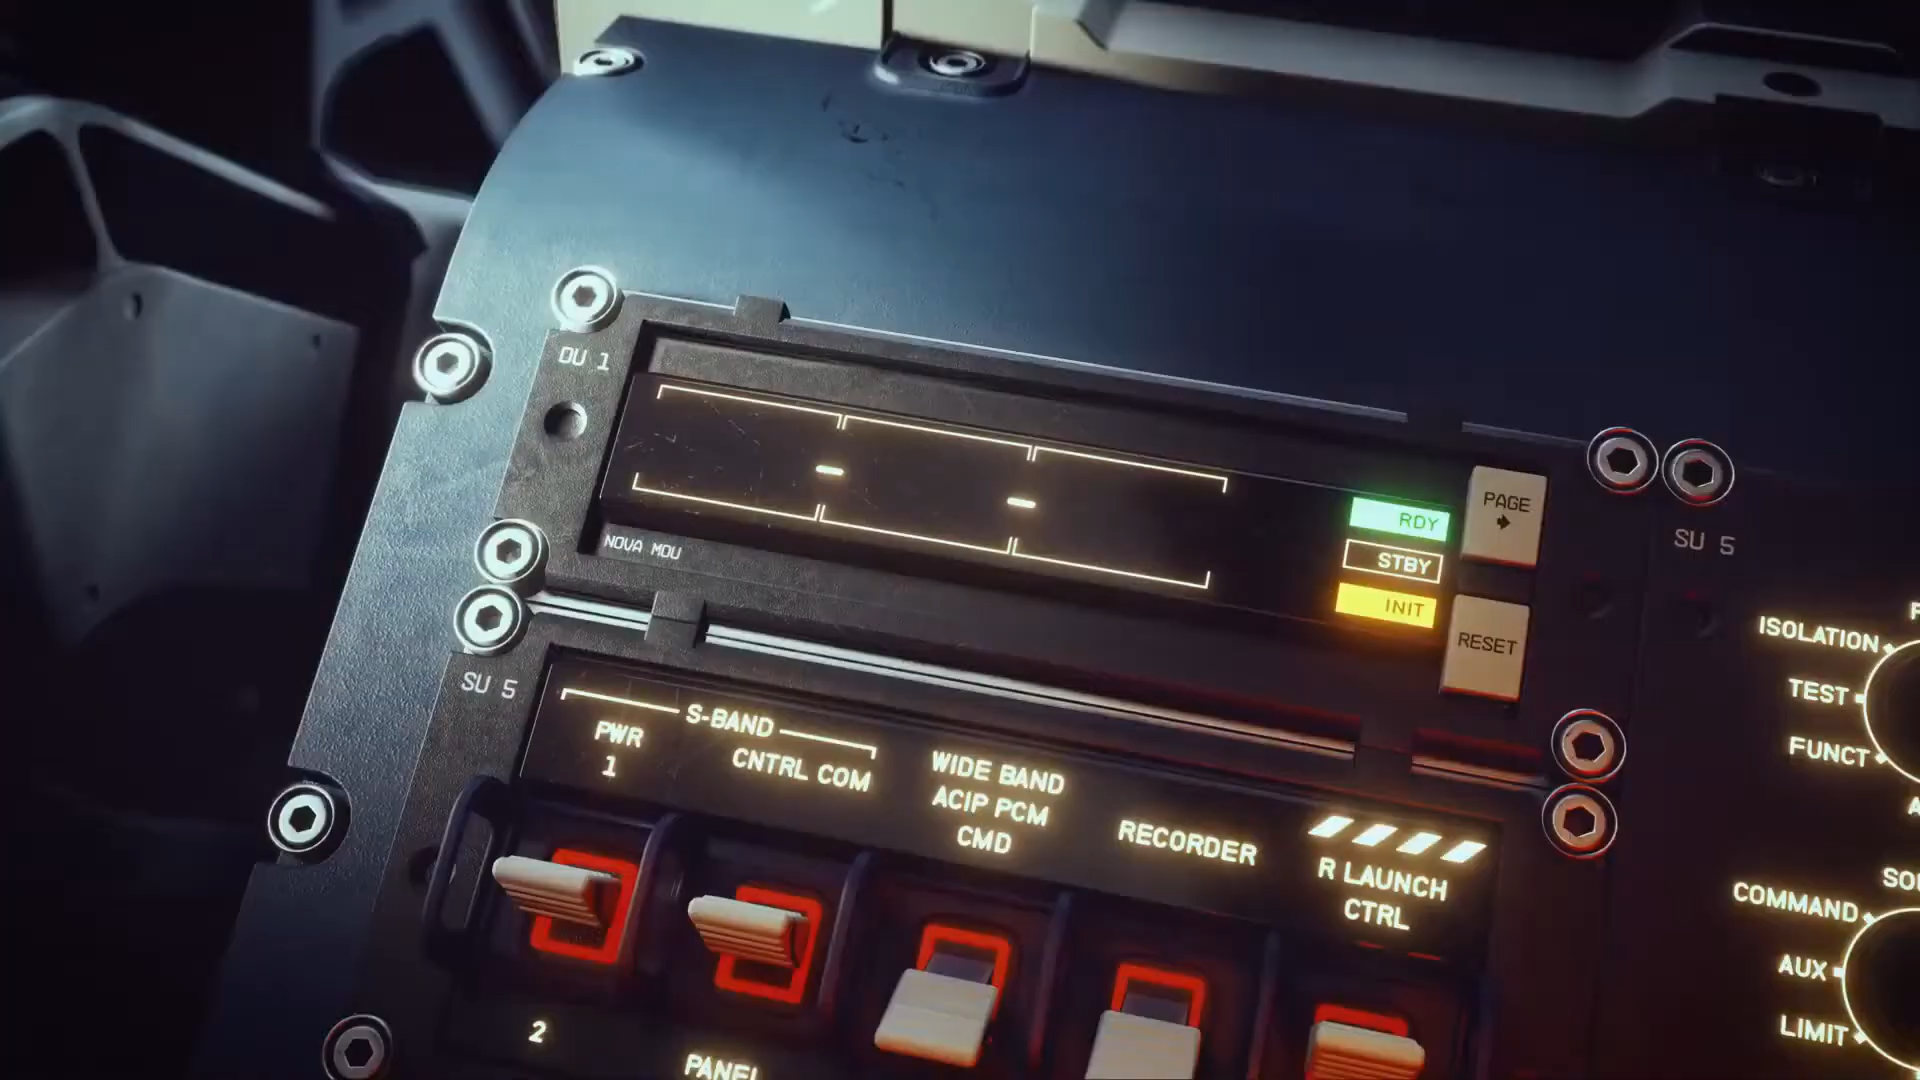 OU 1
RDY
STBY
INIT
PAGE
RESET
NOVA MDU
SU 5
SU 5
S-BAND
PWR
1
CNTRL COM
WIDE BAND
ACIP PCM
CMD
RECORDER
R LAUNCH
CTRL
2
PANEL
ISOLATION
TEST
FUNCT
COMMAND
AUX
LIMIT